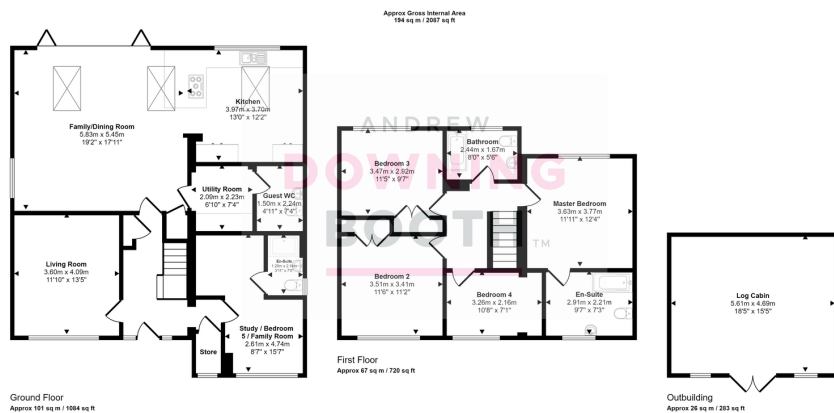 Approx Gross Internal Area
194 sq m / 2087 sq ft
Family/Dining Room
5.83m x 5.45m
19'2" x 17'11"
Kitchen
3.97m x 3.70m
13'0" x 12'2"
Utility Room
2.09m x 2.23m
6'10" x 7'4"
Guest WC
1.50m x 2.24m
4'11" x 7'4"
Living Room
3.60m x 4.09m
11'10" x 13'5"
En-Suite
Study / Bedroom
5 / Family Room
2.61m x 4.74m
8'7" x 15'7"
Store
Ground Floor
Approx 101 sq m / 1084 sq ft
ANDREW
DOWNING
BOOTH™
Bedroom 3
3.47m x 2.92m
11'5" x 9'7"
Bathroom
2.44m x 1.67m
8'0" x 5'6"
Master Bedroom
3.63m x 3.77m
11'11" x 12'4"
Bedroom 2
3.51m x 3.41m
11'6" x 11'2"
Bedroom 4
3.26m x 2.16m
10'8" x 7'1"
En-Suite
2.91m x 2.21m
9'7" x 7'3"
First Floor
Approx 67 sq m / 720 sq ft
Log Cabin
5.61m x 4.69m
18'5" x 15'5"
Outbuilding
Approx 26 sq m / 283 sq ft